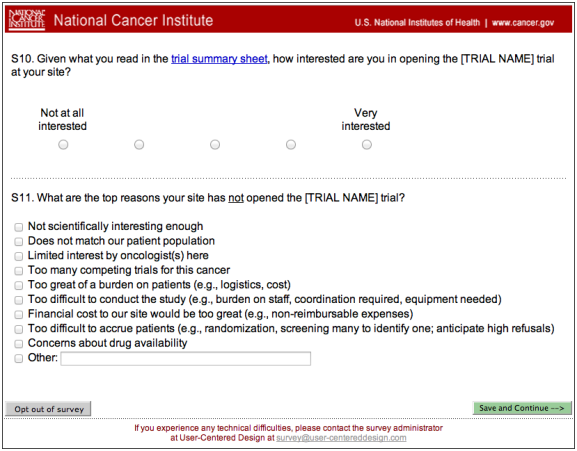 NATIONAL
CANCER
INSTITUTE
National Cancer Institute
U.S. National Institutes of Health | www.cancer.gov
S10. Given what you read in the trial summary sheet, how interested are you in opening the [TRIAL NAME] trial
at your site?
Not at all
interested
Very
interested
S11. What are the top reasons your site has not opened the [TRIAL NAME] trial?
Not scientifically interesting enough
Does not match our patient population
Limited interest by oncologist(s) here
Too many competing trials for this cancer
Too great of a burden on patients (e.g., logistics, cost)
Too difficult to conduct the study (e.g., burden on staff, coordination required, equipment needed)
Financial cost to our site would be too great (e.g., non-reimbursable expenses)
Too difficult to accrue patients (e.g., randomization, screening many to identify one; anticipate high refusals)
Concerns about drug availability
Other:
Opt out of survey
Save and Continue -->
If you experience any technical difficulties, please contact the survey administrator
at User-Centered Design at survey@user-centereddesign.com